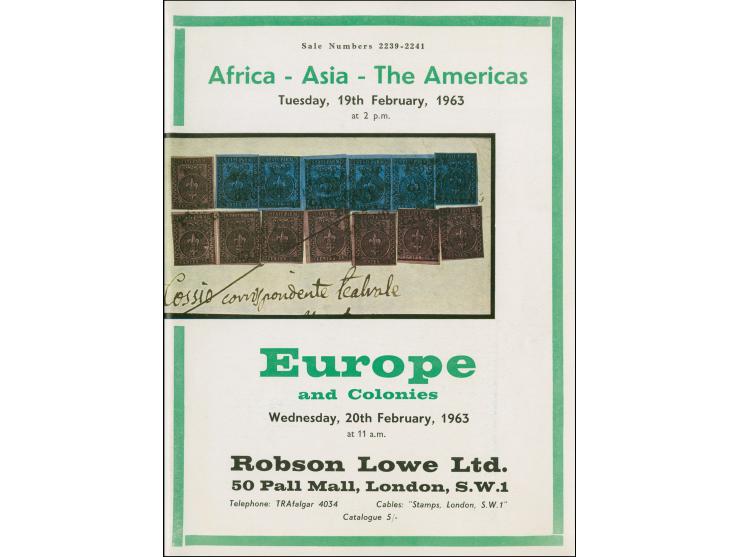 Sale Numbers 2239-2241
Africa - Asia - The Americas
Tuesday, 19th February, 1963
at 2 p.m.
Cossio corrispondente
Europe
and Colonies
Wednesday, 20th February, 1963
at 11 a.m.
Robson Lowe Ltd.
50 Pall Mall, London, S.W.1
Telephone: TRAfalgar 4034 Cables: "Stamps, London, S.W.1"
Catalogue 5/-